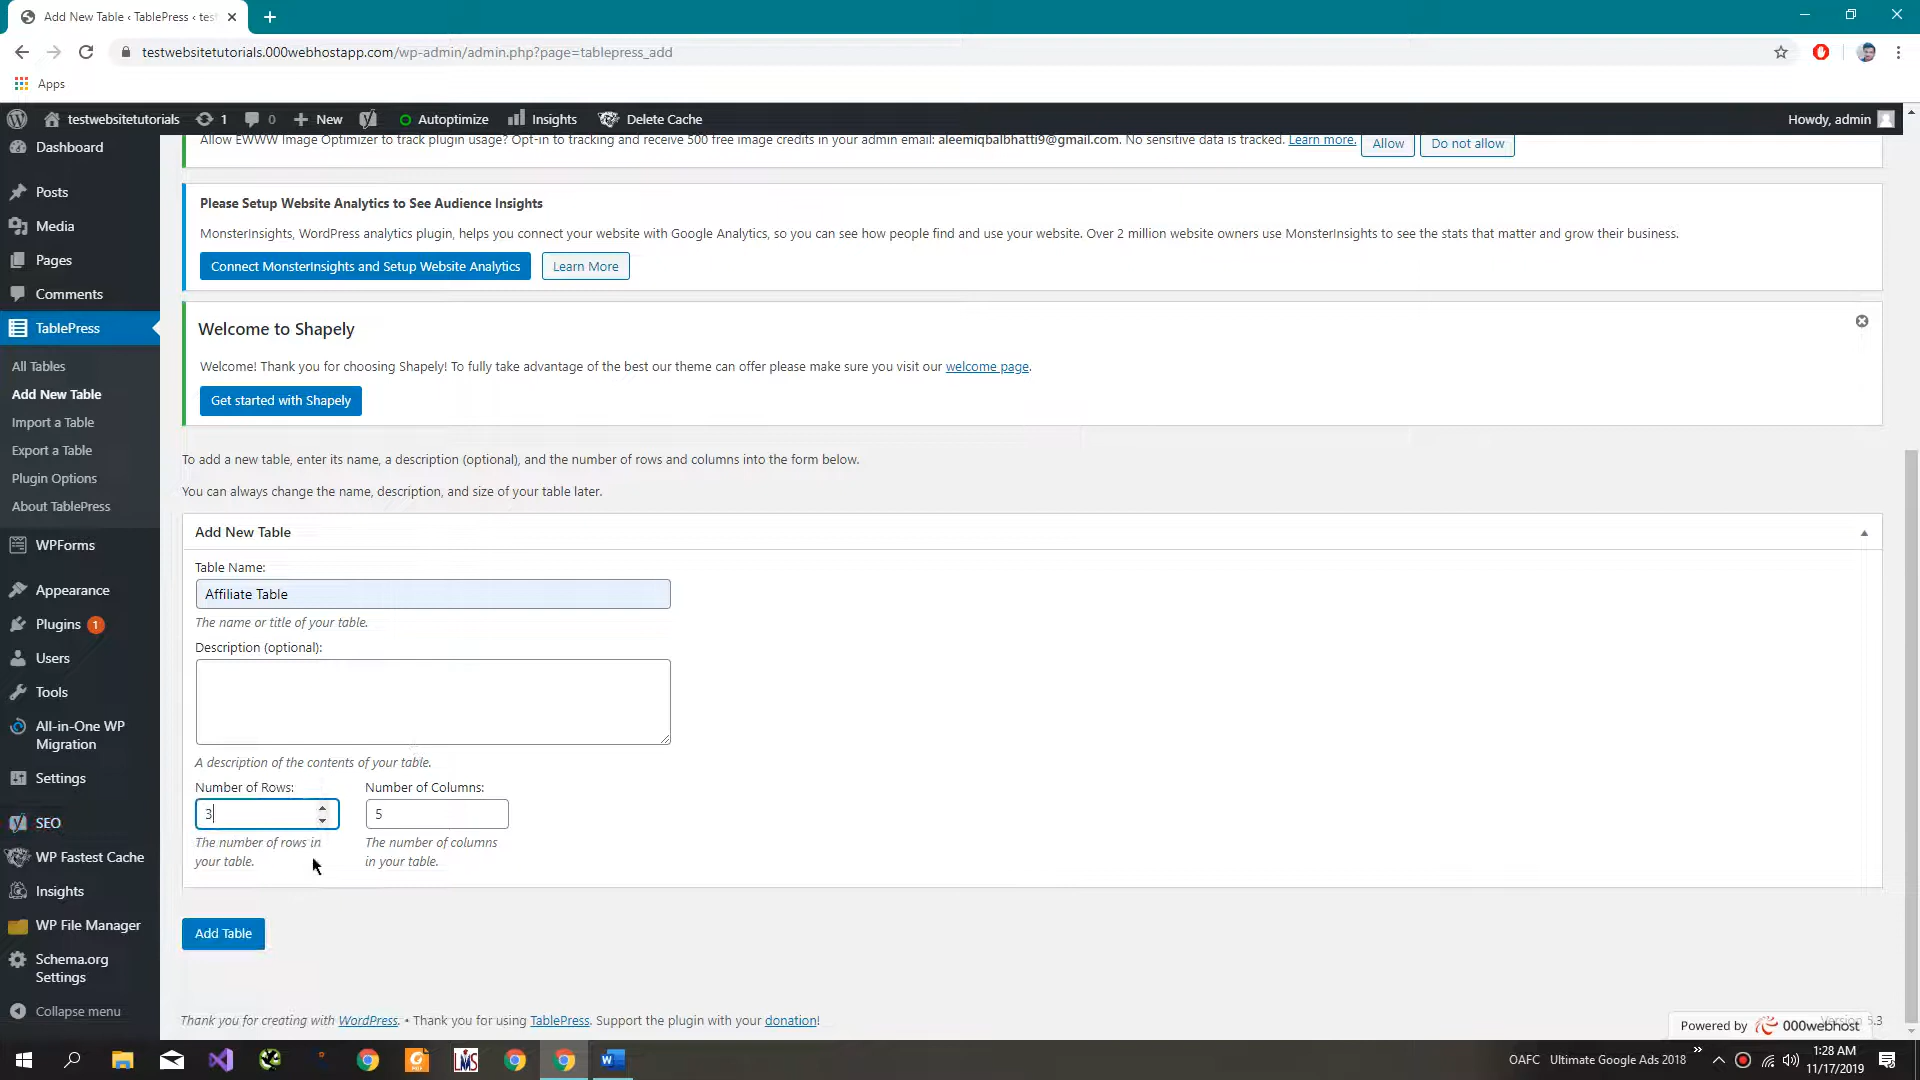 Add New Table ‹ TablePress ‹ tes
testwebsitetutorials.000webhostapp.com/wp-admin/admin.php?page=tablepress_add
Apps
testwebsitetutorials 1 0 New Autoptimize Insights Delete Cache Howdy, admin
Dashboard
Posts
Media
Pages
Comments
TablePress
All Tables
Add New Table
Import a Table
Export a Table
Plugin Options
About TablePress
WPForms
Appearance
Plugins 1
Users
Tools
All-in-One WP
Migration
Settings
SEO
WP Fastest Cache
Insights
WP File Manager
Schema.org
Settings
Collapse menu
Allow EWWW Image Optimizer to track plugin usage? Opt-in to tracking and receive 500 free image credits in your admin email: aleemiqbalbhatti9@gmail.com. No sensitive data is tracked. Learn more. Allow Do not allow
Please Setup Website Analytics to See Audience Insights
MonsterInsights, WordPress analytics plugin, helps you connect your website with Google Analytics, so you can see how people find and use your website. Over 2 million website owners use MonsterInsights to see the stats that matter and grow their business.
Connect MonsterInsights and Setup Website Analytics Learn More
Welcome to Shapely
Welcome! Thank you for choosing Shapely! To fully take advantage of the best our theme can offer please make sure you visit our welcome page.
Get started with Shapely
To add a new table, enter its name, a description (optional), and the number of rows and columns into the form below.
You can always change the name, description, and size of your table later.
Add New Table
Table Name:
Affiliate Table
The name or title of your table.
Description (optional):
A description of the contents of your table.
Number of Rows: Number of Columns:
3 5
The number of rows in The number of columns
your table. in your table.
Add Table
Thank you for creating with WordPress. • Thank you for using TablePress. Support the plugin with your donation!
Powered by 000webhost
Version 5.3
LMS
OAFC Ultimate Google Ads 2018
1:28 AM
11/17/2019